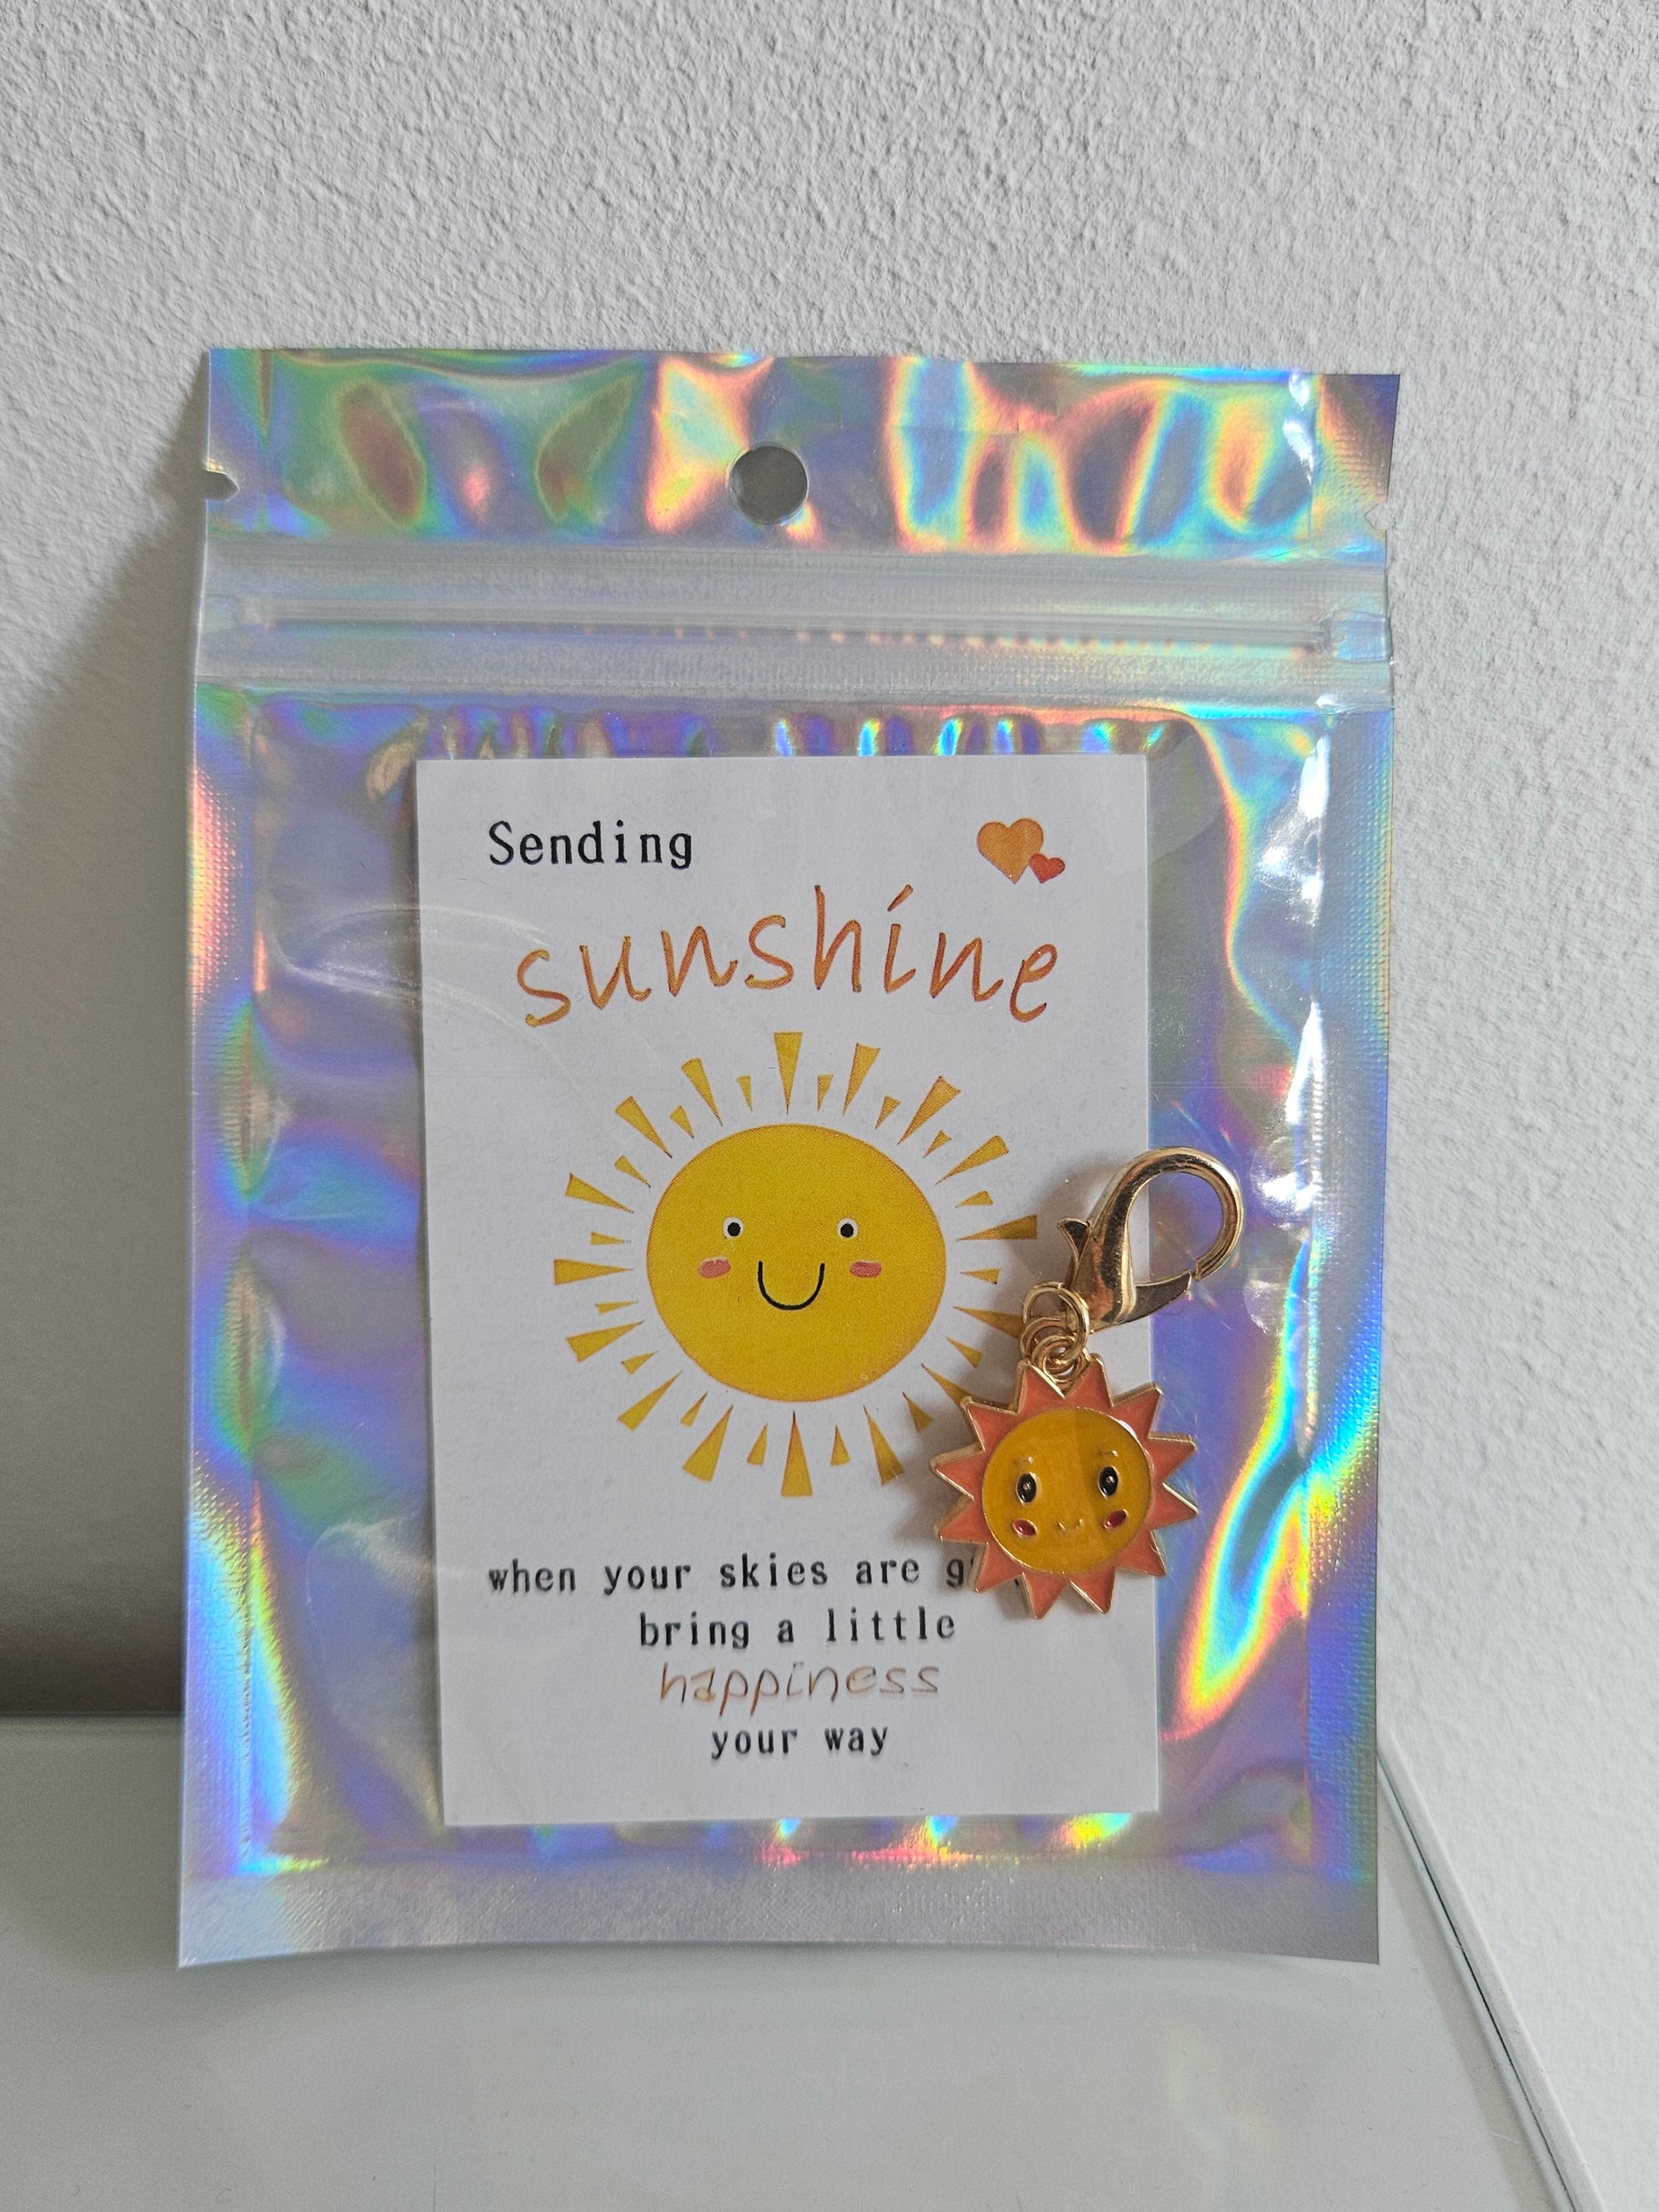 Sending
sunshine
when your skies are
bring a little
happiness
your way